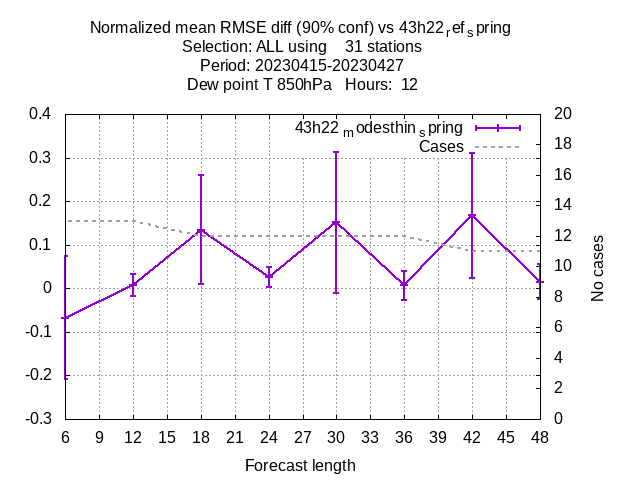 Normalized mean RMSE diff (90% conf) vs 43h22refspring
Selection: ALL using 31 stations
Period: 20230415-20230427
Dew point T 850hPa Hours: 12
43h22modesthinspring
Cases
0.4
0.3
0.2
0.1
0
-0.1
-0.2
-0.3
20
18
16
14
12
10
8
6
4
2
0
No cases
6 9 12 15 18 21 24 27 30 33 36 39 42 45 48
Forecast length